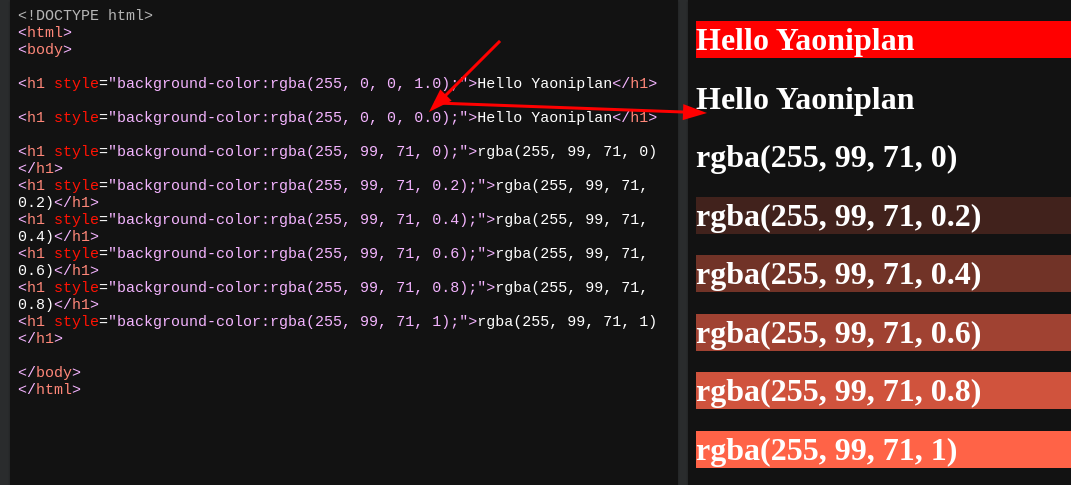 <!DOCTYPE html>
<html>
<body>
<h1 style="background-color:rgba(255, 0, 0, 1.0);">Hello Yaoniplan</h1>
<h1 style="background-color:rgba(255, 0, 0, 0.0);">Hello Yaoniplan</h1>
<h1 style="background-color:rgba(255, 99, 71, 0);">rgba(255, 99, 71, 0)
</h1>
<h1 style="background-color:rgba(255, 99, 71, 0.2);">rgba(255, 99, 71,
0.2)</h1>
<h1 style="background-color:rgba(255, 99, 71, 0.4);">rgba(255, 99, 71,
0.4)</h1>
<h1 style="background-color:rgba(255, 99, 71, 0.6);">rgba(255, 99, 71,
0.6)</h1>
<h1 style="background-color:rgba(255, 99, 71, 0.8);">rgba(255, 99, 71,
0.8)</h1>
<h1 style="background-color:rgba(255, 99, 71, 1);">rgba(255, 99, 71, 1)
</h1>
</body>
</html>
Hello Yaoniplan
Hello Yaoniplan
rgba(255, 99, 71, 0)
rgba(255, 99, 71, 0.2)
rgba(255, 99, 71, 0.4)
rgba(255, 99, 71, 0.6)
rgba(255, 99, 71, 0.8)
rgba(255, 99, 71, 1)